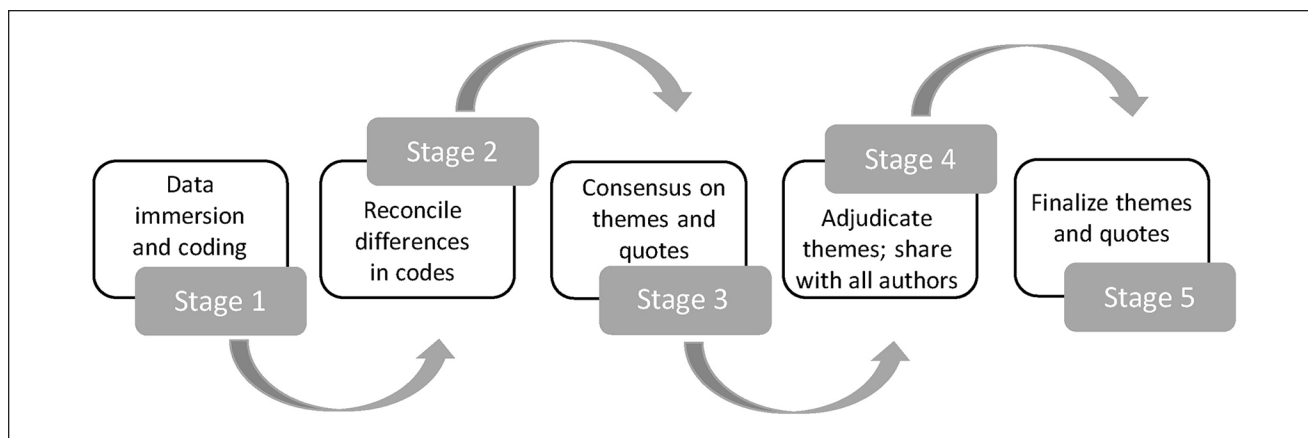 Data
immersion
and coding
Stage 1
Stage 2
Reconcile
differences
in codes
Consensus on
themes and
quotes
Stage 3
Stage 4
Adjudicate
themes; share
with all authors
Finalize themes
and quotes
Stage 5